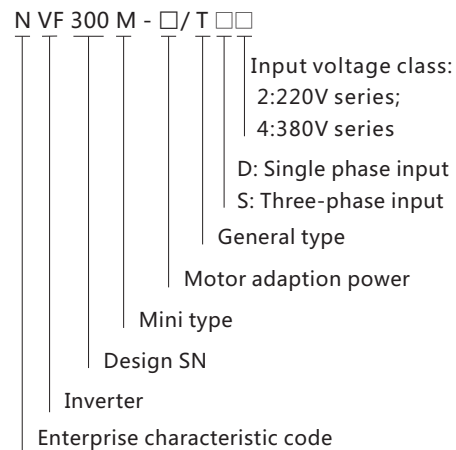 N VF 300 M - □/ T □□
Input voltage class:
2:220V series;
4:380V series
D: Single phase input
S: Three-phase input
General type
Motor adaption power
Mini type
Design SN
Inverter
Enterprise characteristic code